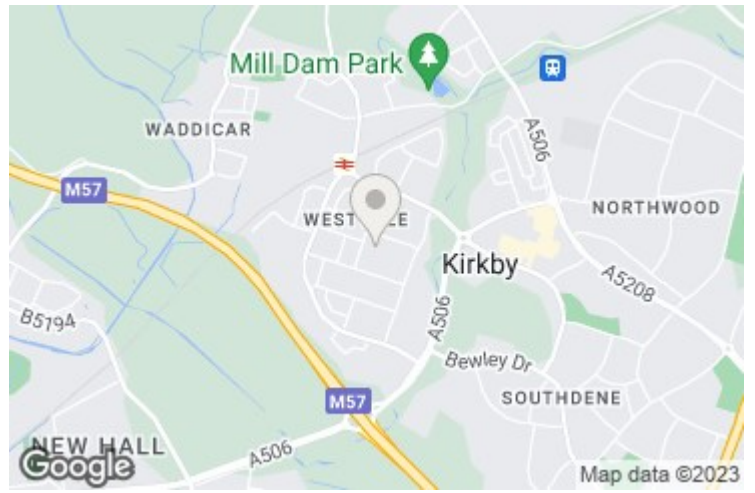 Mill Dam Park
WADDICAR
A506
M57
NORTHWOOD
Kirkby
A5208
B5194
A506
Bewley Dr
M57
SOUTHDENE
NEW HALL
A506
Google
Map data ©2023